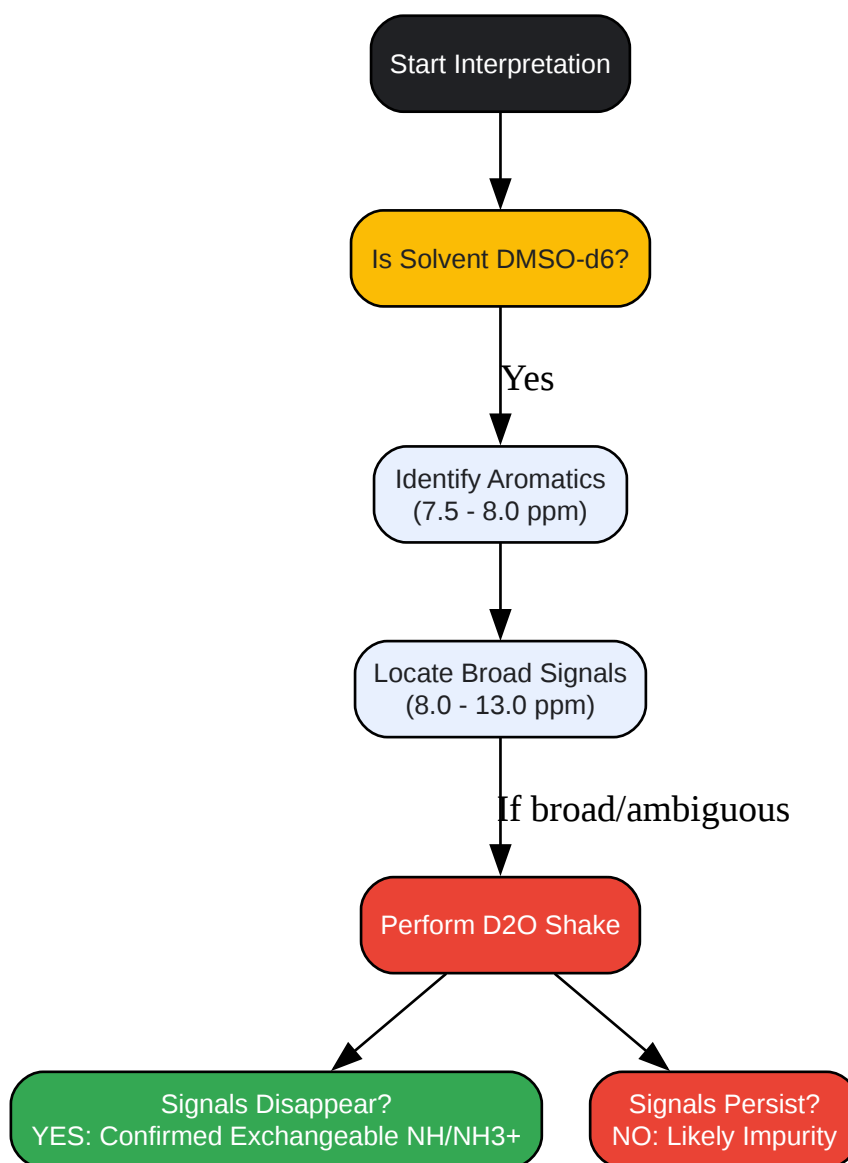 Start Interpretation
Is Solvent DMSO-d6?
Yes
Identify Aromatics
(7.5 - 8.0 ppm)
Locate Broad Signals
(8.0 - 13.0 ppm)
If broad/ambiguous
Perform D2O Shake
Signals Disappear?
YES: Confirmed Exchangeable NH/NH3+
Signals Persist?
NO: Likely Impurity